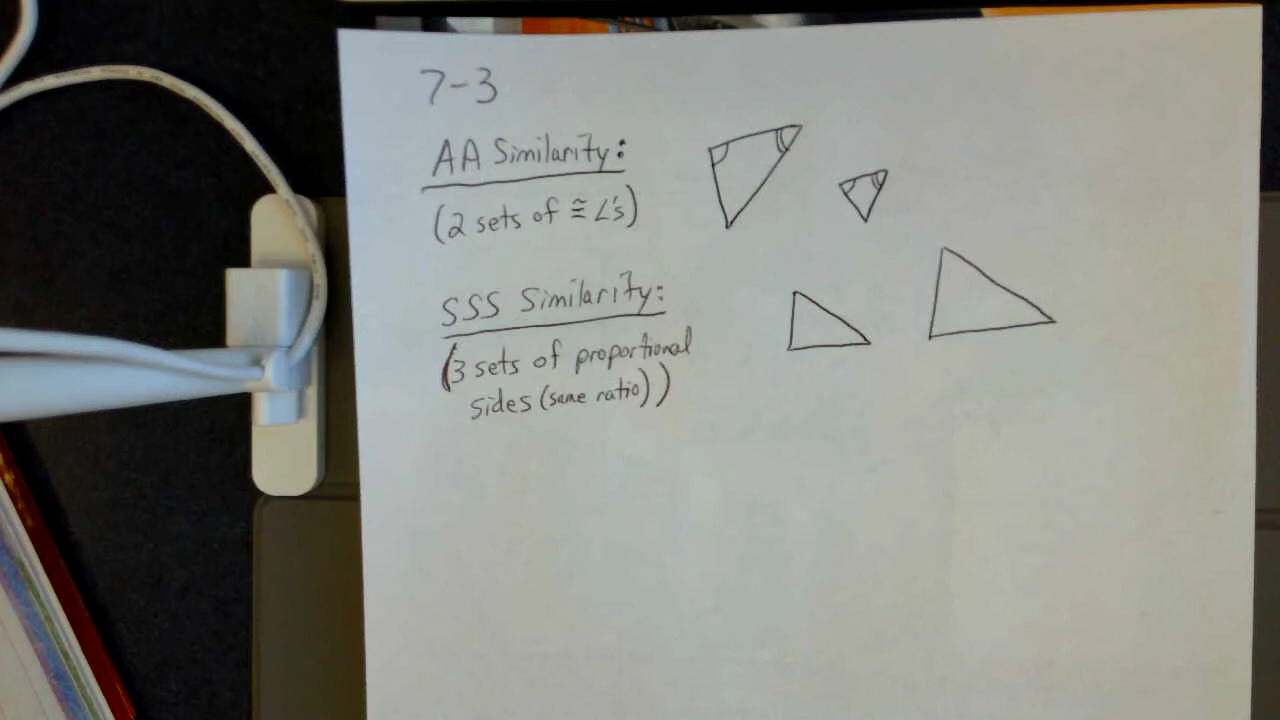 7-3
AA Similarity:
(2 sets of ≅ ∠'s)
SSS Similarity:
(3 sets of proportional
sides (same ratio))